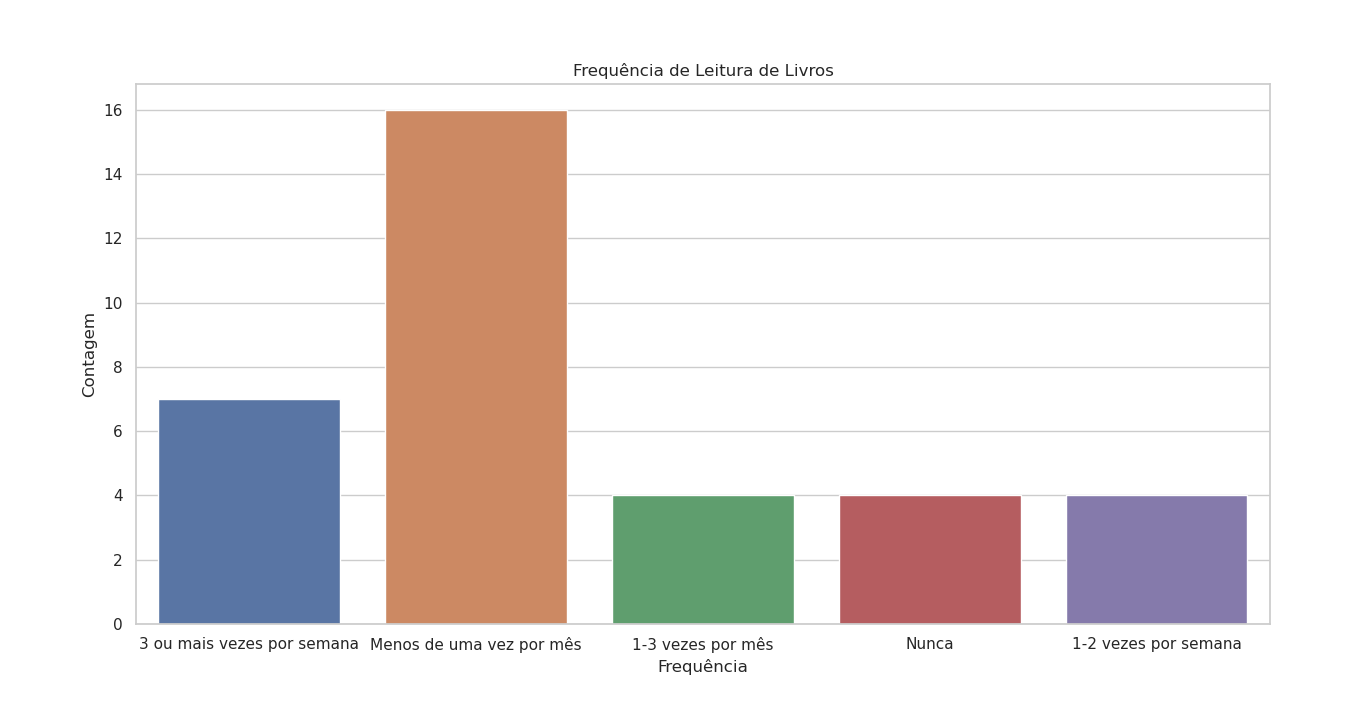 Frequência de Leitura de Livros
16
14
12
10
8
6
4
2
0
Contagem
3 ou mais vezes por semana
Menos de uma vez por mês
1-3 vezes por mês
Nunca
1-2 vezes por semana
Frequência